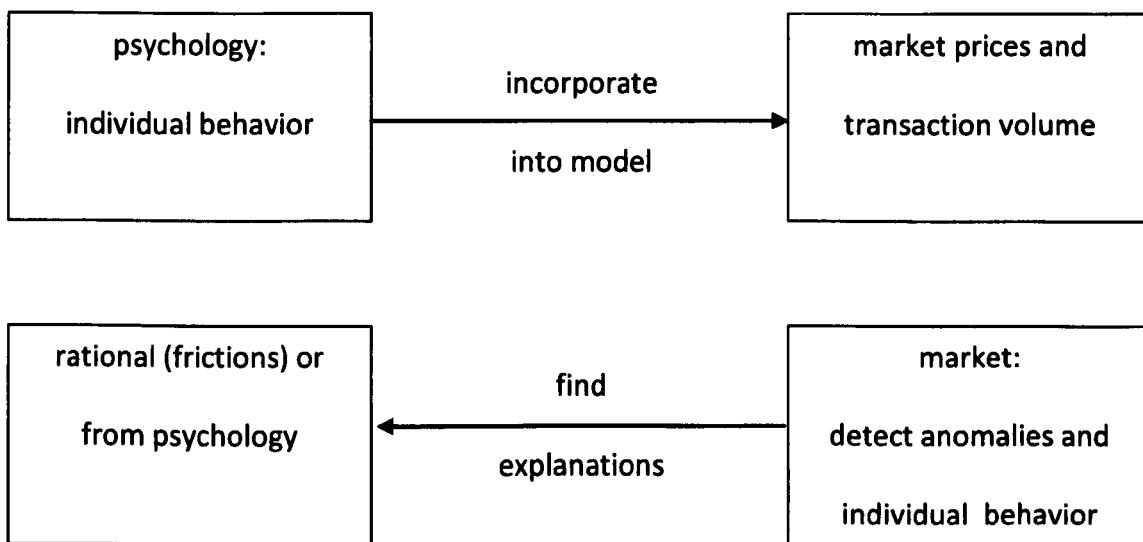 psychology:
individual behavior
incorporate
into model
market prices and
transaction volume
rational (frictions) or
from psychology
find
explanations
market:
detect anomalies and
individual behavior